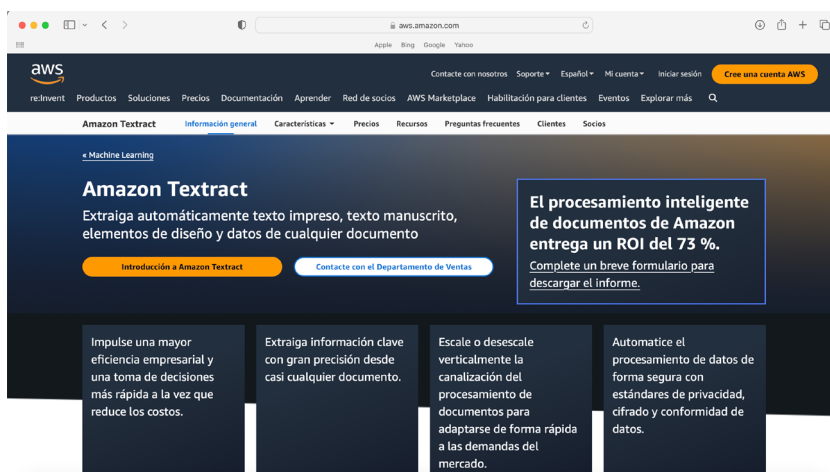 aws.amazon.com
Apple Bing Google Yahoo
aws
Contacte con nosotros Soporte Español Mi cuenta Iniciar sesión Cree una cuenta AWS
re:Invent Productos Soluciones Precios Documentación Aprender Red de socios AWS Marketplace Habilitación para clientes Eventos Explorar más
Amazon Textract Información general Características Precios Recursos Preguntas frecuentes Clientes Socios
« Machine Learning
Amazon Textract
Extraiga automáticamente texto impreso, texto manuscrito,
elementos de diseño y datos de cualquier documento
Introducción a Amazon Textract Contacte con el Departamento de Ventas
El procesamiento inteligente
de documentos de Amazon
entrega un ROI del 73 %.
Complete un breve formulario para
descargar el informe.
Impulse una mayor
eficiencia empresarial y
una toma de decisiones
más rápida a la vez que
reduce los costos.
Extraiga información clave
con gran precisión desde
casi cualquier documento.
Escale o desescale
verticalmente la
canalización del
procesamiento de
documentos para
adaptarse de forma rápida
a las demandas del
mercado.
Automatice el
procesamiento de datos de
forma segura con
estándares de privacidad,
cifrado y conformidad de
datos.